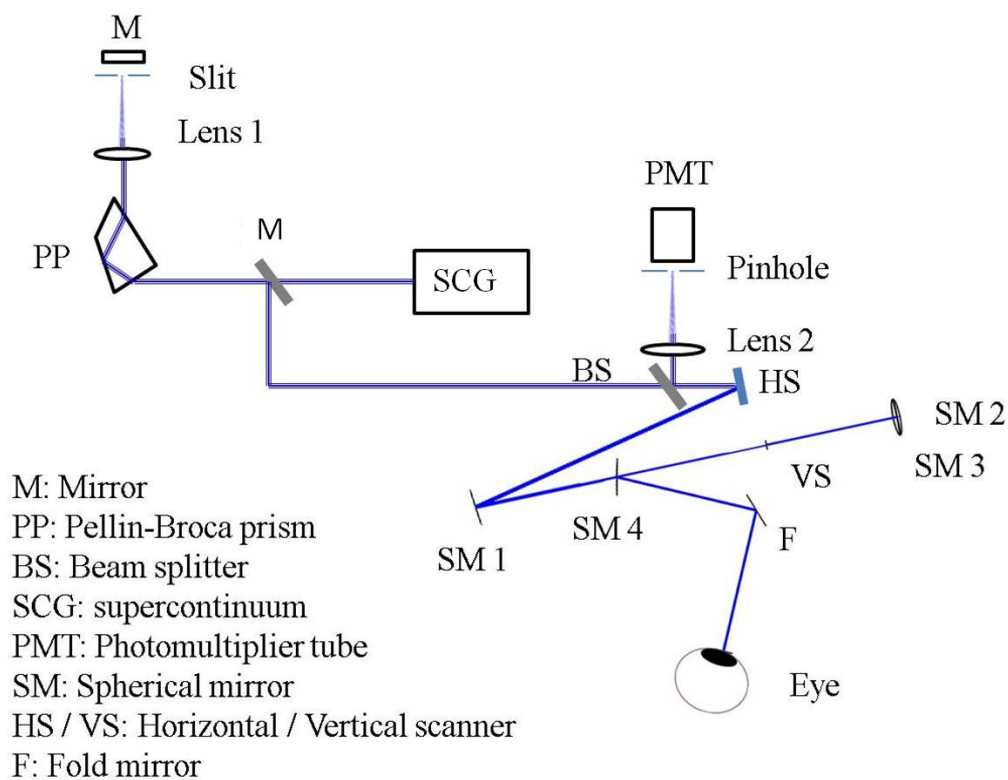 M
Slit
Lens 1
PMT
M
PP
SCG
Pinhole
Lens 2
BS
HS
SM 2
SM 3
VS
SM 4
SM 1
F
Eye
M: Mirror
PP: Pellin-Broca prism
BS: Beam splitter
SCG: supercontinuum
PMT: Photomultiplier tube
SM: Spherical mirror
HS / VS: Horizontal / Vertical scanner
F: Fold mirror